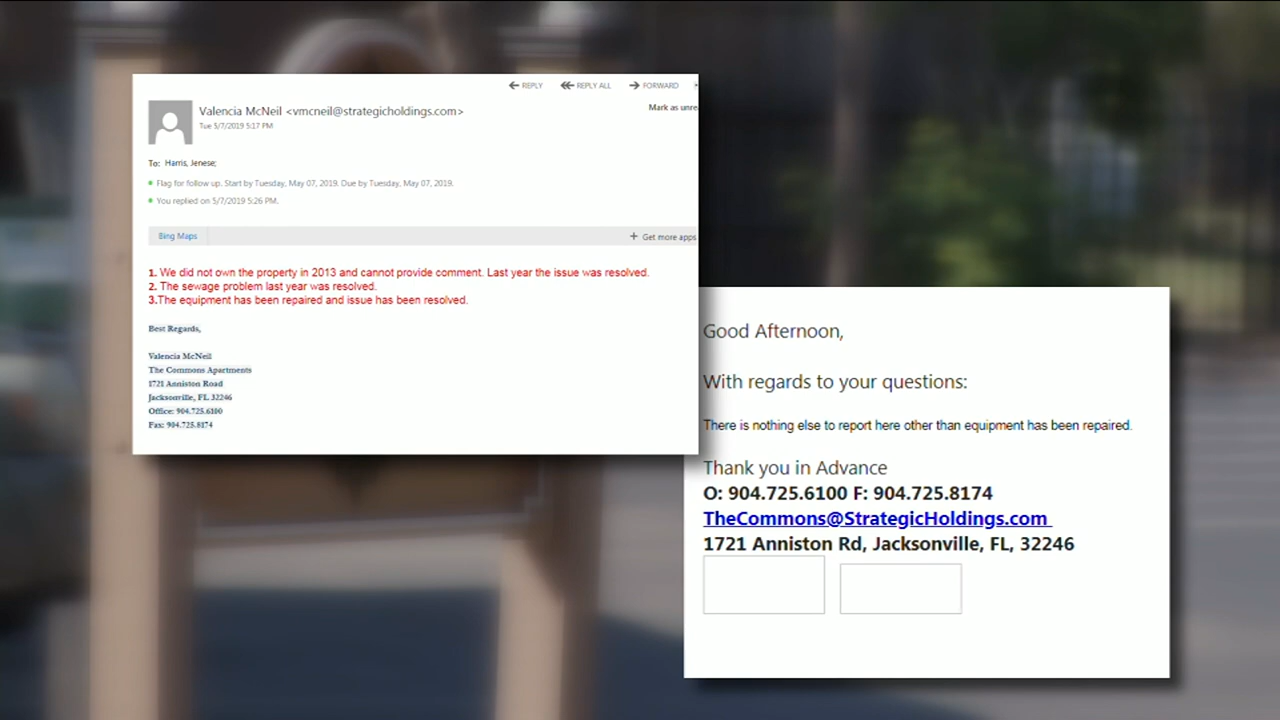 REPLY REPLY ALL FORWARD
Valencia McNeil <vmcneil@strategicholdings.com>
Mark as unre
Tue 5/7/2019 5:17 PM
To: Harris, Jenese;
Flag for follow up. Start by Tuesday, May 07, 2019. Due by Tuesday, May 07, 2019.
You replied on 5/7/2019 5:26 PM.
Bing Maps
+ Get more apps
1. We did not own the property in 2013 and cannot provide comment. Last year the issue was resolved.
2. The sewage problem last year was resolved.
3.The equipment has been repaired and issue has been resolved.
Best Regards,
Valencia McNeil
The Commons Apartments
1721 Anniston Road
Jacksonville, FL 32246
Office: 904.725.6100
Fax: 904.725.8174
Good Afternoon,
With regards to your questions:
There is nothing else to report here other than equipment has been repaired.
Thank you in Advance
O: 904.725.6100 F: 904.725.8174
TheCommons@StrategicHoldings.com
1721 Anniston Rd, Jacksonville, FL, 32246